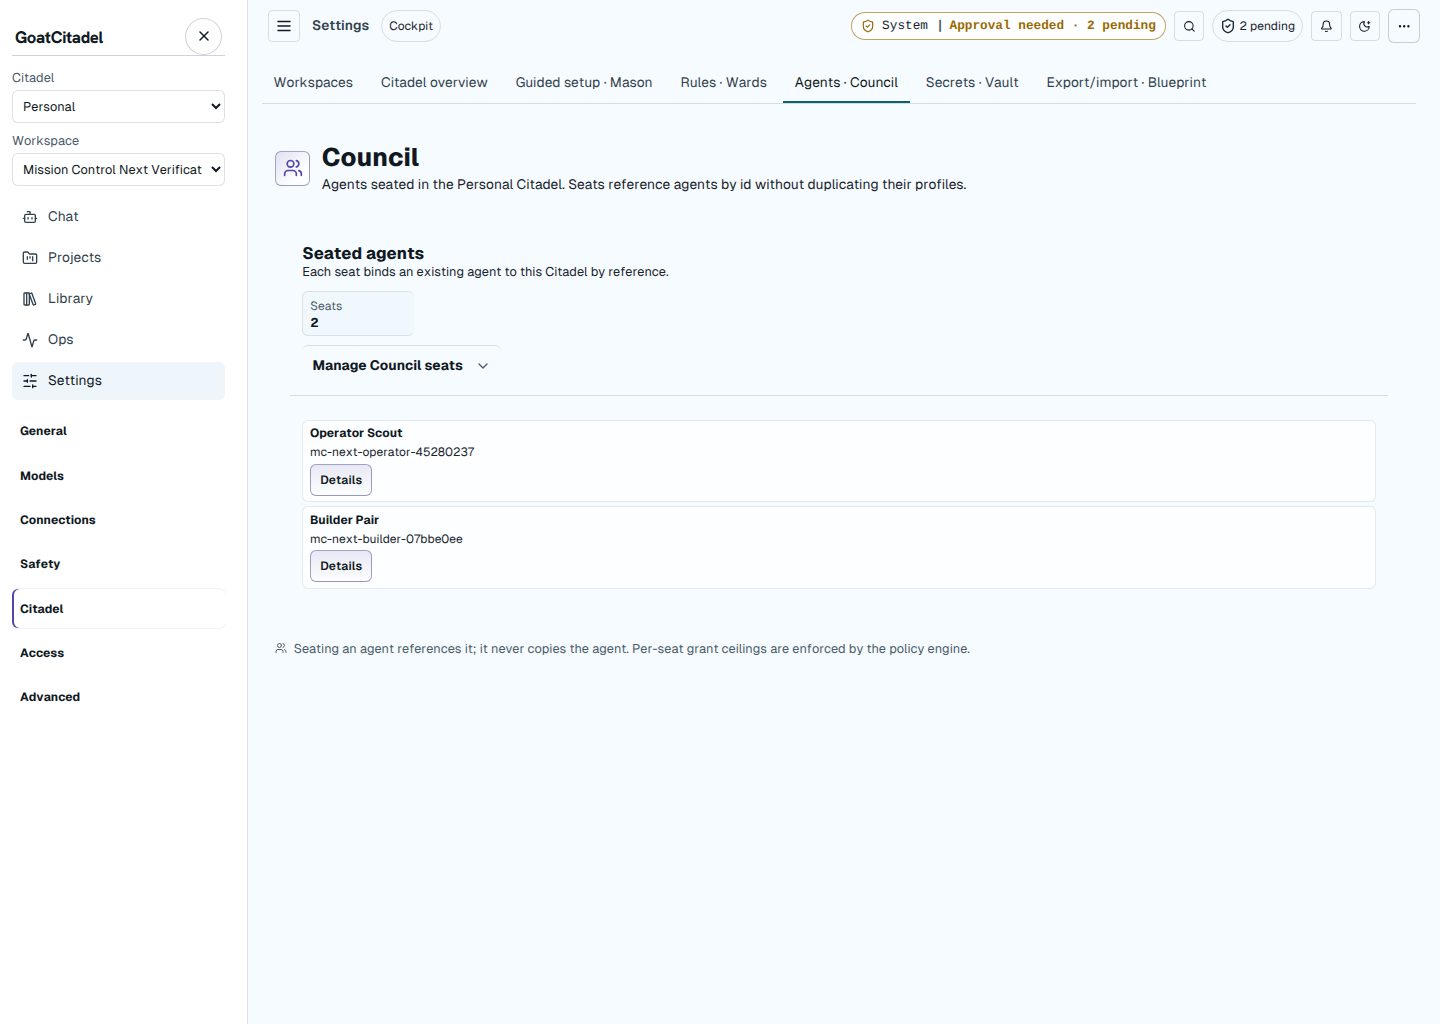 GoatCitadel
Citadel
Personal
Workspace
Mission Control Next Verificat
Chat
Projects
Library
Ops
Settings
General
Models
Connections
Safety
Citadel
Access
Advanced
Settings
Cockpit
System | Approval needed · 2 pending
2 pending
Workspaces
Citadel overview
Guided setup · Mason
Rules · Wards
Agents · Council
Secrets · Vault
Export/import · Blueprint
Council
Agents seated in the Personal Citadel. Seats reference agents by id without duplicating their profiles.
Seated agents
Each seat binds an existing agent to this Citadel by reference.
Seats
2
Manage Council seats
Operator Scout
mc-next-operator-45280237
Details
Builder Pair
mc-next-builder-07bbe0ee
Details
Seating an agent references it; it never copies the agent. Per-seat grant ceilings are enforced by the policy engine.